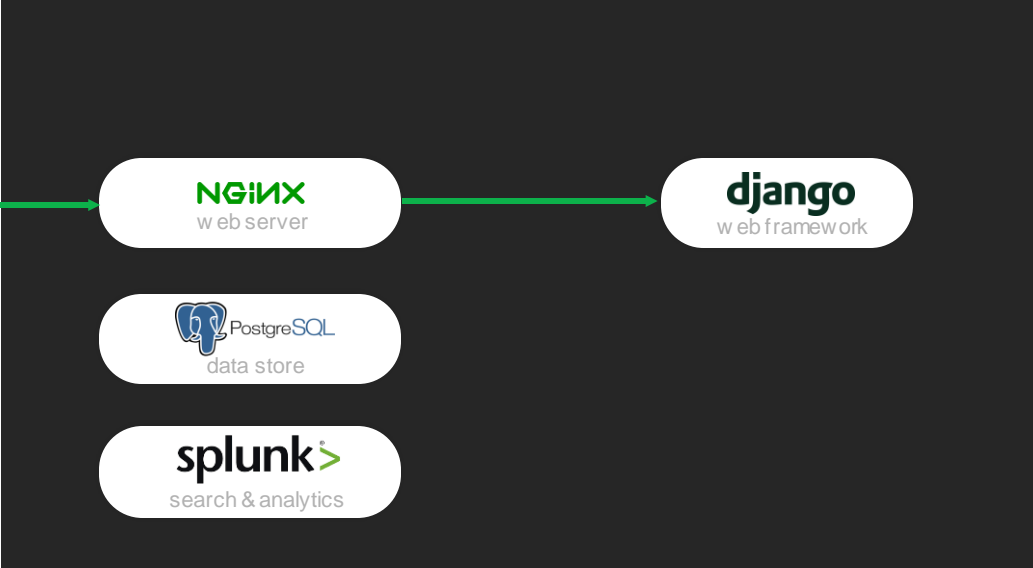 NGiNX
web server
django
web framework
PostgreSQL
data store
splunk>
search & analytics